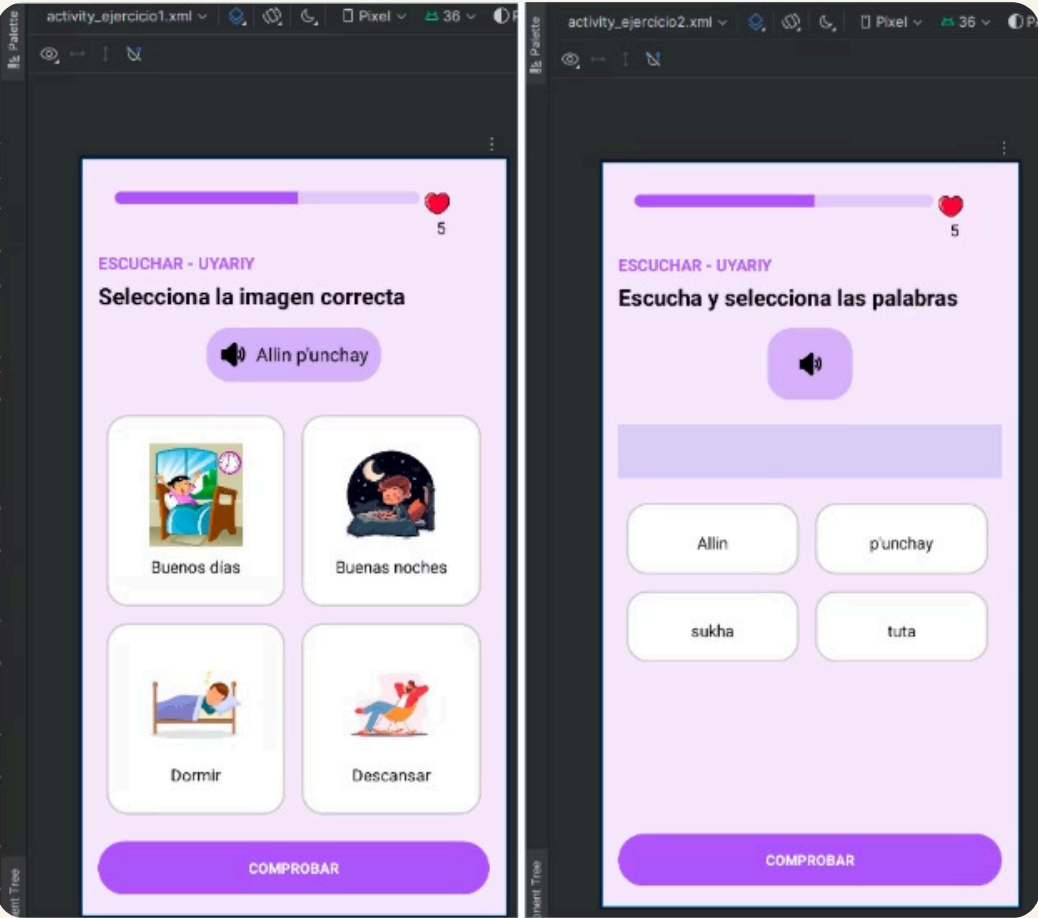 activity_ejercicio1.xml
Pixel
36
Palette
5
ESCUCHAR - UYARIY
Selecciona la imagen correcta
Allin p'unchay
Buenos días
Buenas noches
Dormir
Descansar
COMPROBAR
activity_ejercicio2.xml
Pixel
36
Palette
5
ESCUCHAR - UYARIY
Escucha y selecciona las palabras
Allin
p'unchay
sukha
tuta
COMPROBAR